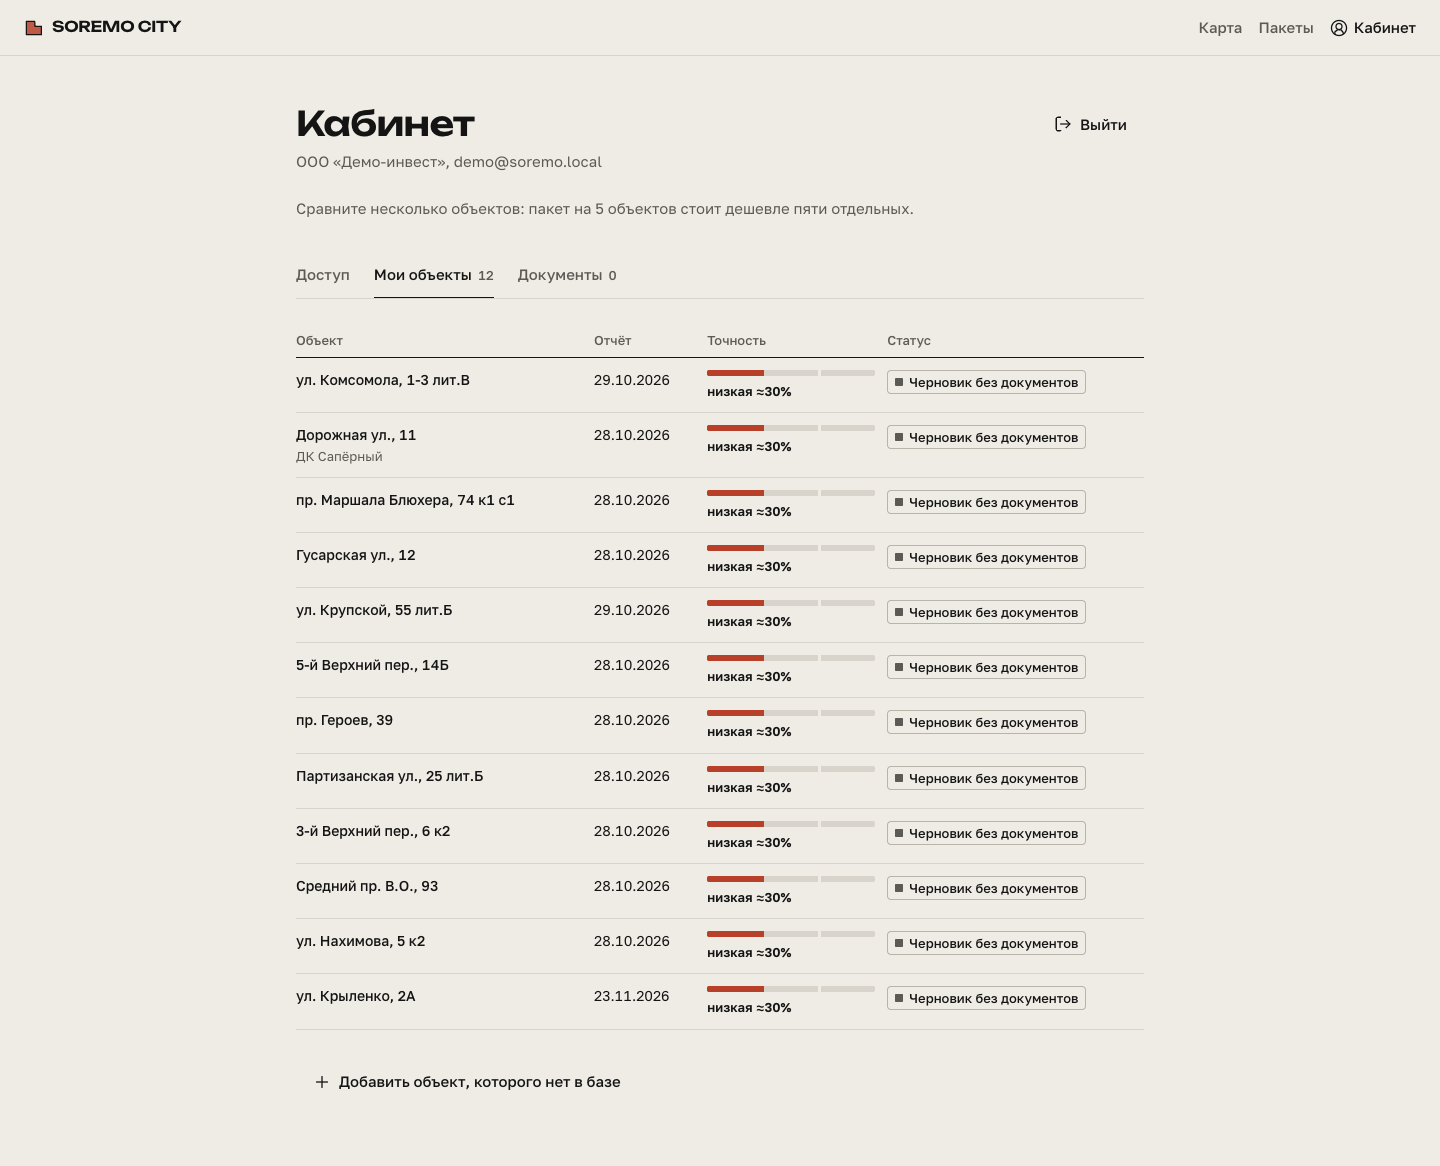 SOREMO CITY
Карта Пакеты Кабинет
Кабинет
Выйти
ООО «Демо-инвест», demo@soremo.local
Сравните несколько объектов: пакет на 5 объектов стоит дешевле пяти отдельных.
Доступ Мои объекты 12 Документы 0
Объект Отчёт Точность Статус
ул. Комсомола, 1-3 лит.В 29.10.2026 низкая ≈30% Черновик без документов
Дорожная ул., 11 28.10.2026 низкая ≈30% Черновик без документов
ДК Сапёрный
пр. Маршала Блюхера, 74 к1 с1 28.10.2026 низкая ≈30% Черновик без документов
Гусарская ул., 12 28.10.2026 низкая ≈30% Черновик без документов
ул. Крупской, 55 лит.Б 29.10.2026 низкая ≈30% Черновик без документов
5-й Верхний пер., 14Б 28.10.2026 низкая ≈30% Черновик без документов
пр. Героев, 39 28.10.2026 низкая ≈30% Черновик без документов
Партизанская ул., 25 лит.Б 28.10.2026 низкая ≈30% Черновик без документов
3-й Верхний пер., 6 к2 28.10.2026 низкая ≈30% Черновик без документов
Средний пр. В.О., 93 28.10.2026 низкая ≈30% Черновик без документов
ул. Нахимова, 5 к2 28.10.2026 низкая ≈30% Черновик без документов
ул. Крыленко, 2А 23.11.2026 низкая ≈30% Черновик без документов
Добавить объект, которого нет в базе